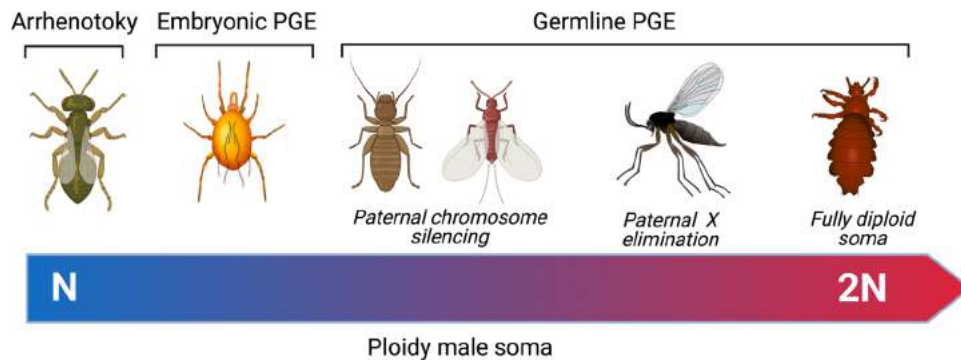 Arrhenotoky
Embryonic PGE
Germline PGE
Paternal chromosome
silencing
Paternal X
elimination
Fully diploid
soma
N
2N
Ploidy male soma